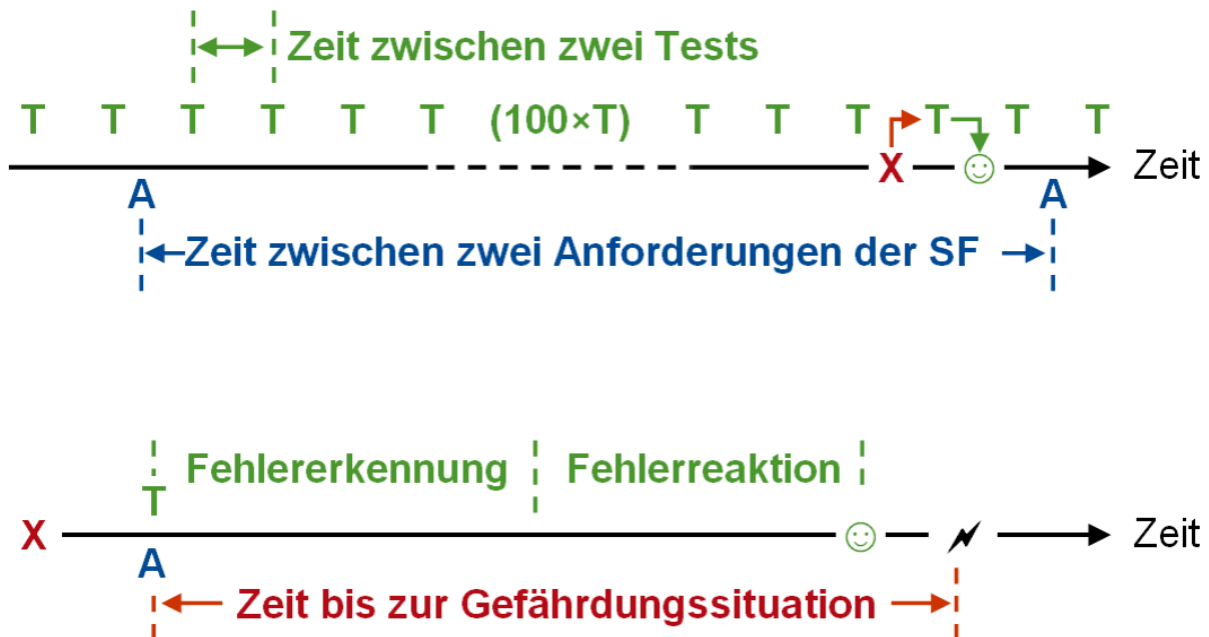 Zeit zwischen zwei Tests
T T T T T T (100×T) T T T T T T
X Zeit
A A
Zeit zwischen zwei Anforderungen der SF
Fehlererkennung Fehlerreaktion
T
X Zeit
A
Zeit bis zur Gefährdungssituation